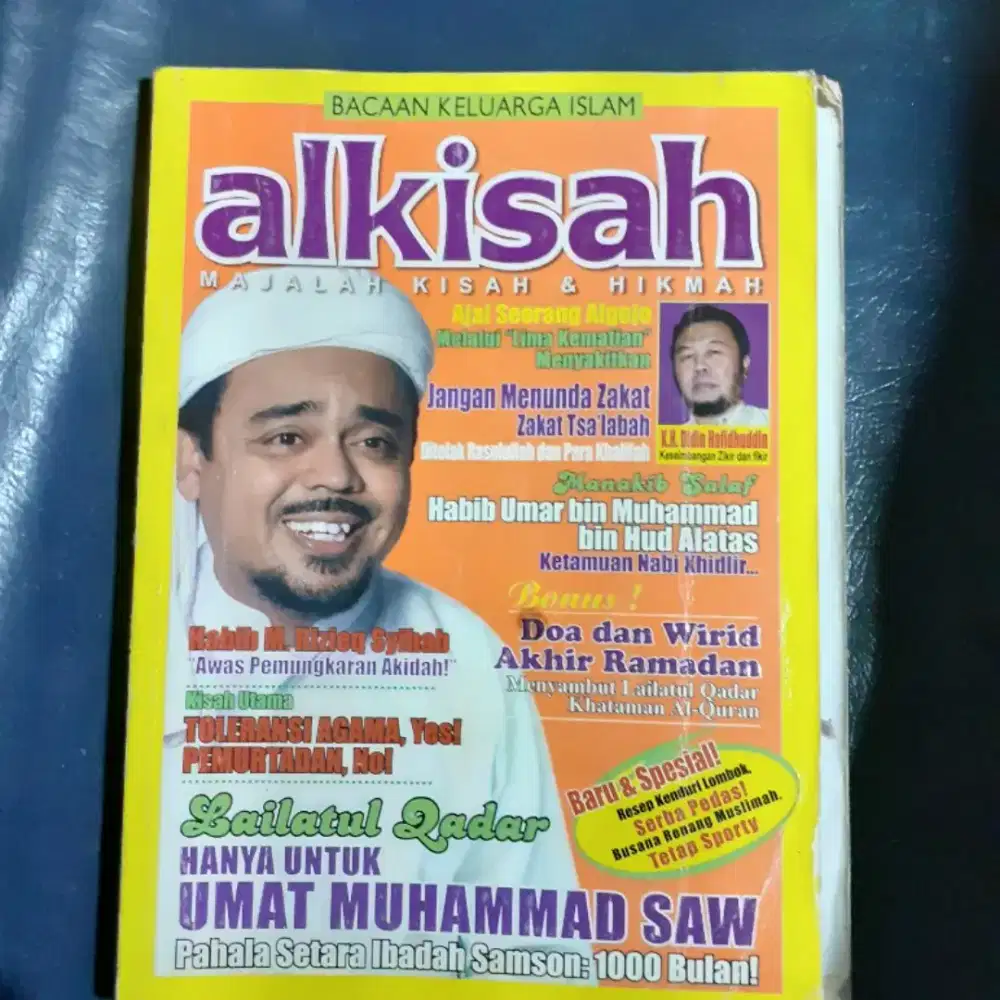 BACAAN KELUARGA ISLAM
alkisah
MAJALAH KISAH & HIKMAH
Ajal Seorang Algojo
Melalui "Lima Kematian"
Menyakitkan
Jangan Menunda Zakat
Zakat Tsa'labah
Ditolak Rasulullah dan Para Khalifah
K.H. Didin Hafidhuddin
Keseimbangan Zikir dan fikir
Manakib Salaf
Habib Umar bin Muhammad
bin Hud Alatas
Ketamuan Nabi Khidlir...
Bonus !
Doa dan Wirid
Akhir Ramadan
Menyambut Lailatul Qadar
Khataman Al-Quran
Habib M. Rizieq Syihab
"Awas Pemungkaran Akidah!"
Kisah Utama
TOLERANSI AGAMA, Yes!
PEMURTADAN, No!
Baru & Spesial!
Resep Kenduri Lombok,
Serba Pedas!
Busana Renang Muslimah,
Tetap Sporty
Lailatul Qadar
HANYA UNTUK
UMAT MUHAMMAD SAW
Pahala Setara Ibadah Samson: 1000 Bulan!